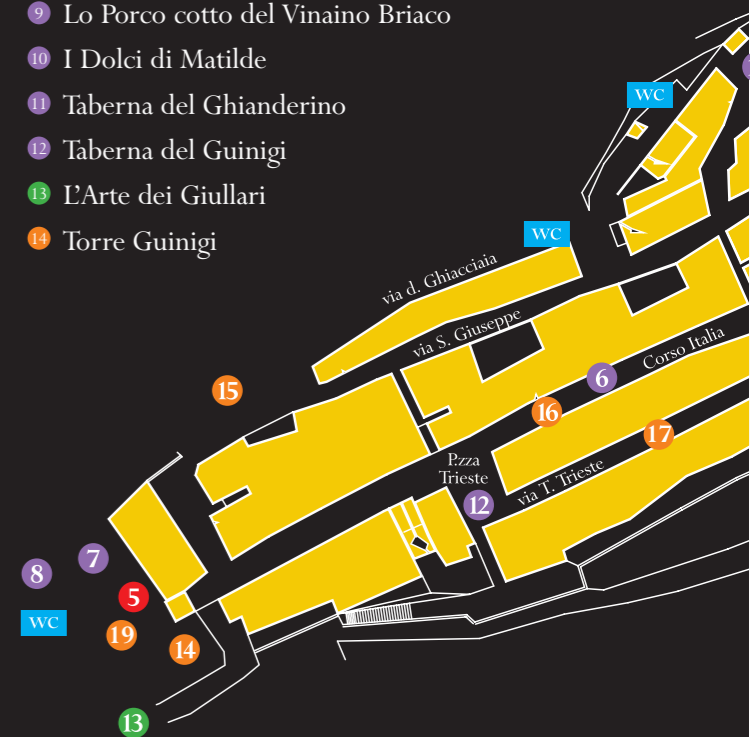 9 Lo Porco cotto del Vinaino Briaco
10 I Dolci di Matilde
11 Taberna del Ghianderino
12 Taberna del Guinigi
13 L'Arte dei Giullari
14 Torre Guinigi
WC
WC
via d. Ghiacciaia
via S. Giuseppe
Corso Italia
15
6
16
17
P.zza
Trieste
via T. Trieste
12
7
8
5
WC
19
14
13